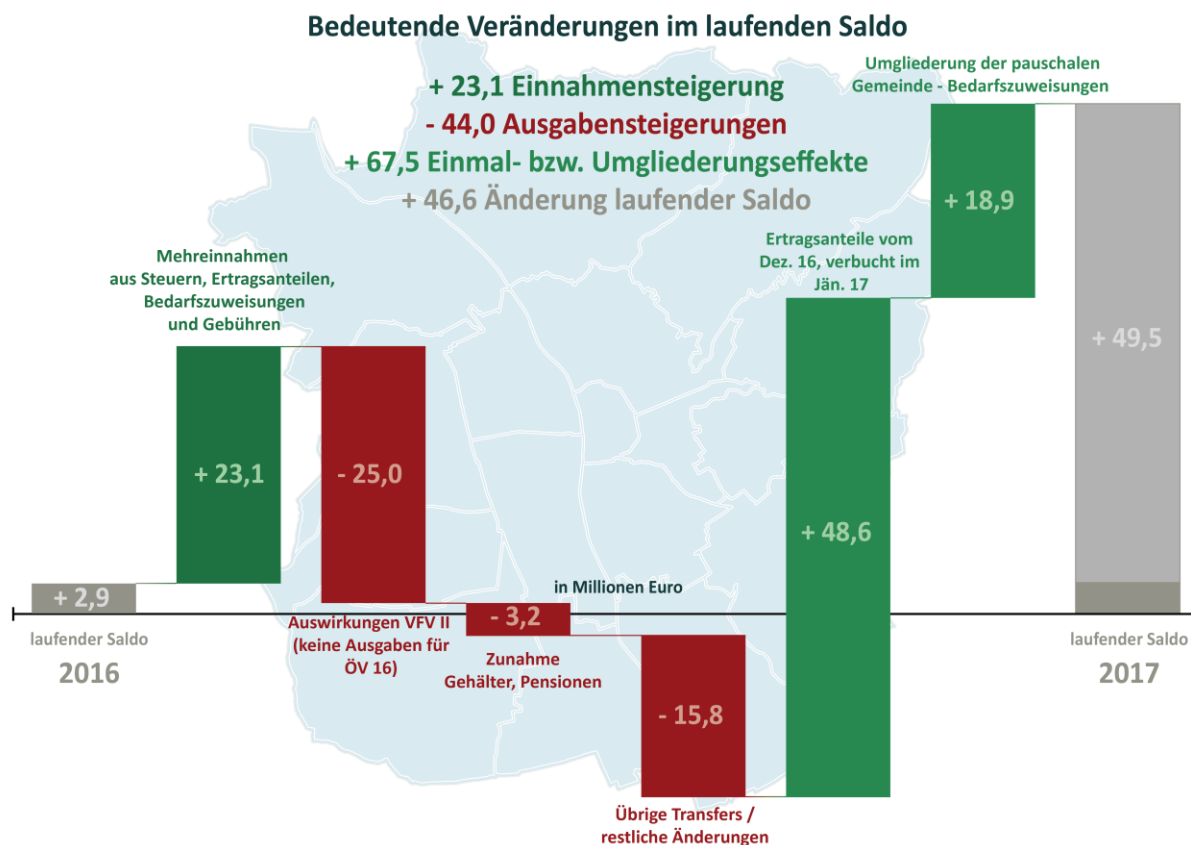 Bedeutende Veränderungen im laufenden Saldo
+ 23,1 Einnahmensteigerung
- 44,0 Ausgabensteigerungen
+ 67,5 Einmal- bzw. Umgliederungseffekte
+ 46,6 Änderung laufender Saldo
Umgliederung der pauschalen
Gemeinde - Bedarfszuweisungen
+ 18,9
Ertragsanteile vom
Dez. 16, verbucht im
Jän. 17
Mehreinnahmen
aus Steuern, Ertragsanteilen,
Bedarfszuweisungen
und Gebühren
+ 49,5
+ 23,1
- 25,0
+ 48,6
in Millionen Euro
+ 2,9
- 3,2
laufender Saldo
2016
Auswirkungen VFV II
(keine Ausgaben für
ÖV 16)
Zunahme
Gehälter, Pensionen
- 15,8
laufender Saldo
2017
Übrige Transfers /
restliche Änderungen